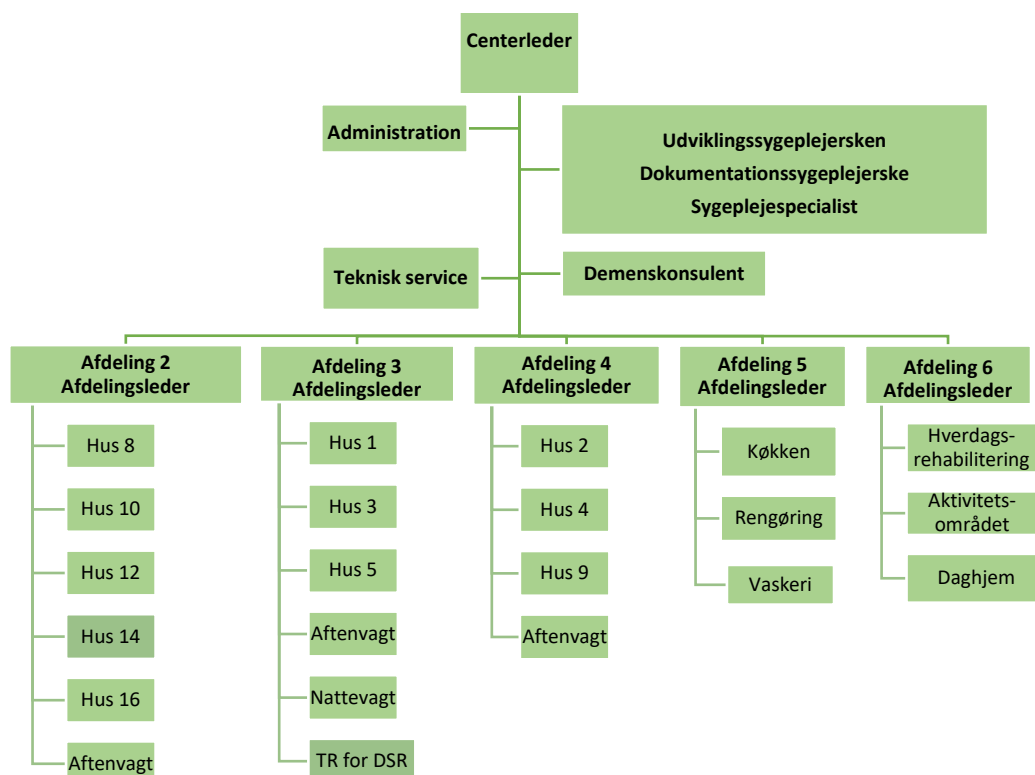 Centerleder
Administration
Udviklingssygeplejersken
Dokumentationssygeplejerske
Sygeplejespecialist
Teknisk service
Demenskonsulent
Afdeling 2
Afdelingsleder
Hus 8
Hus 10
Hus 12
Hus 14
Hus 16
Aftenvagt
Afdeling 3
Afdelingsleder
Hus 1
Hus 3
Hus 5
Aftenvagt
Nattevagt
TR for DSR
Afdeling 4
Afdelingsleder
Hus 2
Hus 4
Hus 9
Aftenvagt
Afdeling 5
Afdelingsleder
Køkken
Rengøring
Vaskeri
Afdeling 6
Afdelingsleder
Hverdags-
rehabilitering
Aktivitets-
området
Daghjem